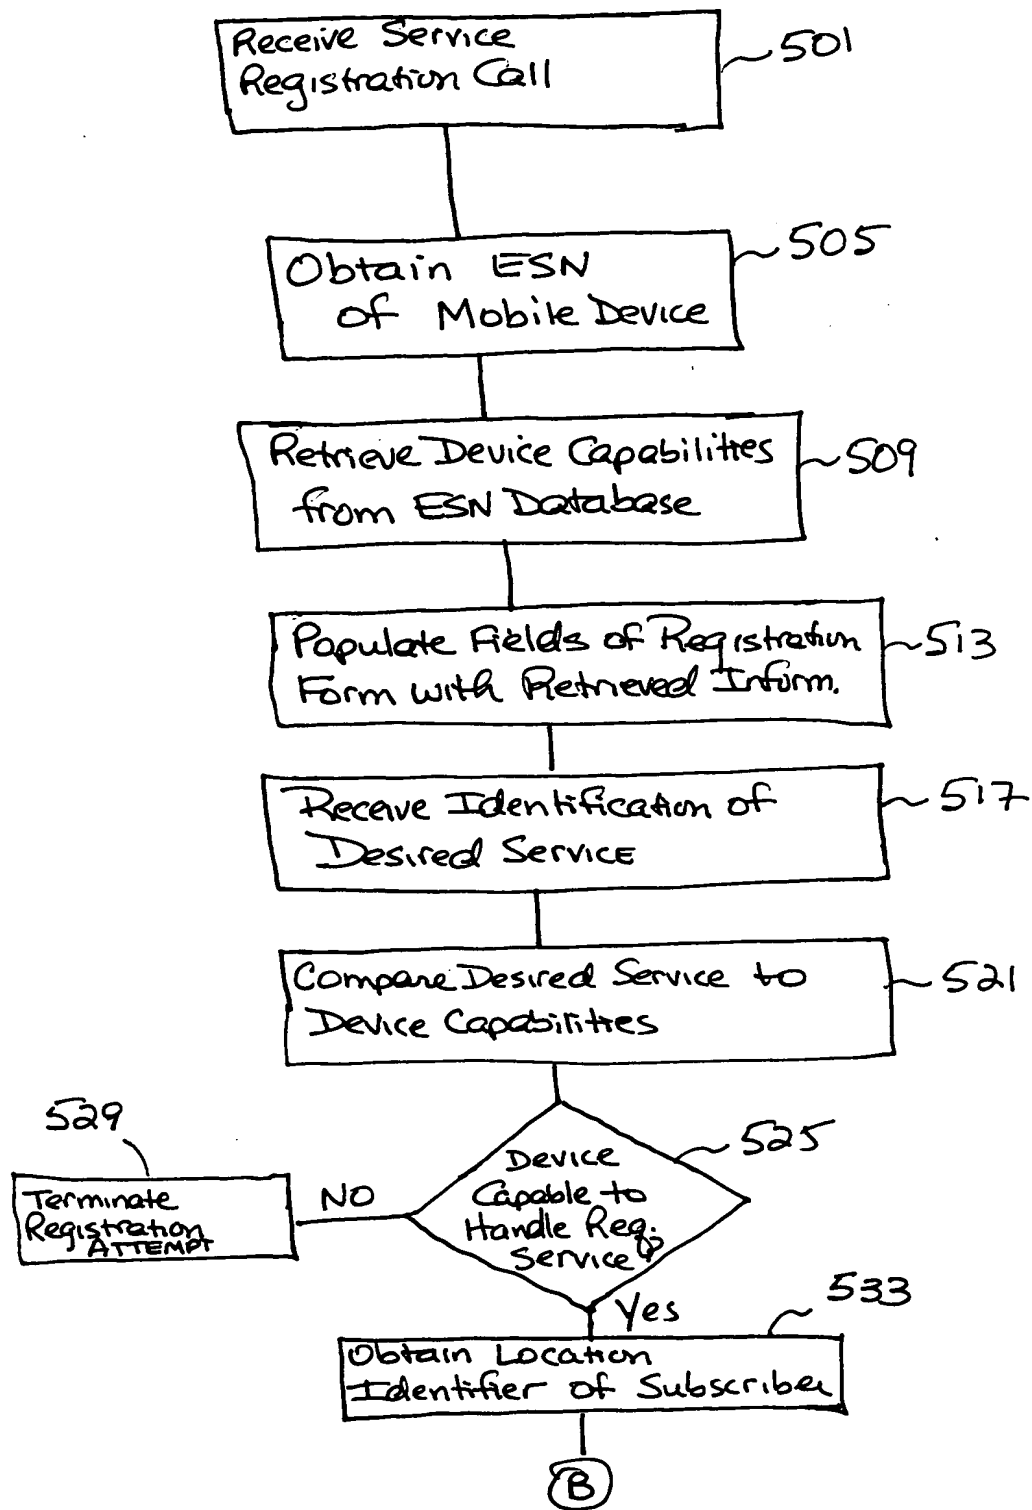 Receive Service
Registration Call
501
Obtain ESN
of Mobile Device
505
Retrieve Device Capabilities
from ESN Database
509
Populate Fields of Registration
Form with Retrieved Inform.
513
Receive Identification of
Desired Service
517
Compare Desired Service to
Device Capabilities
521
529
525
Device
Capable to
Handle Req.
Service?
NO
Terminate
Registration
ATTEMPT
Yes
533
Obtain Location
Identifier of Subscriber
B